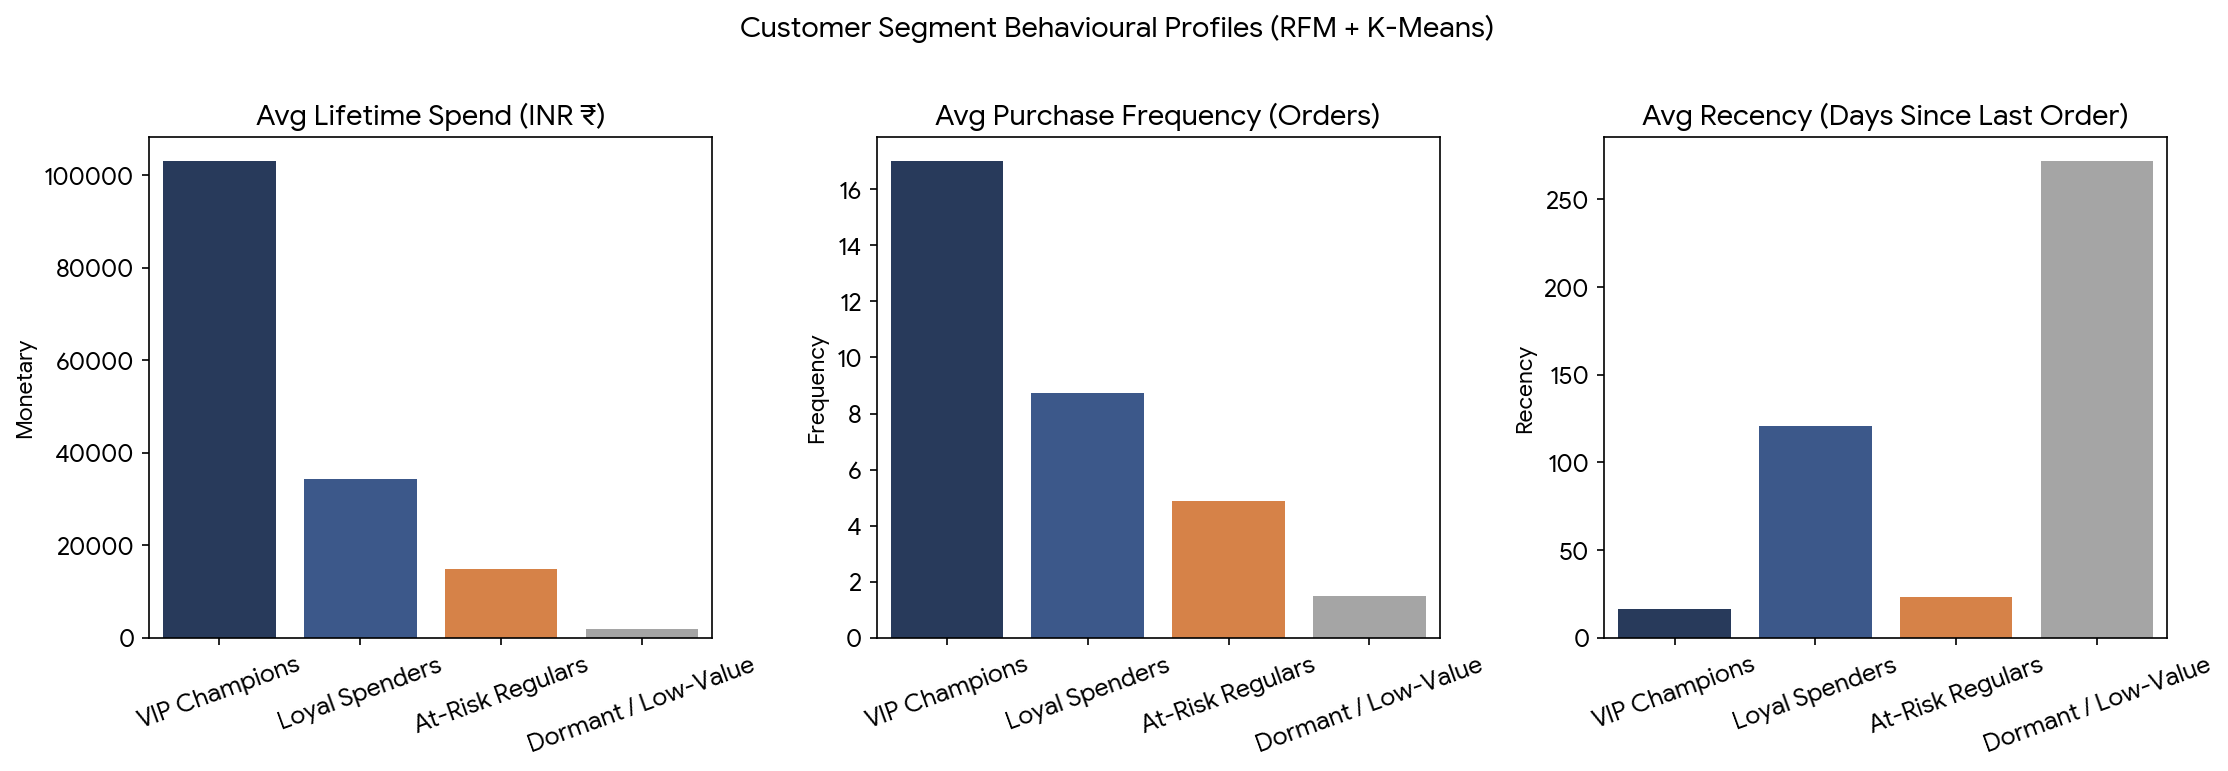 Customer Segment Behavioural Profiles (RFM + K-Means)
Avg Lifetime Spend (INR ₹)
Monetary
100000
80000
60000
40000
20000
0
VIP Champions
Loyal Spenders
At-Risk Regulars
Dormant / Low-Value
Avg Purchase Frequency (Orders)
Frequency
16
14
12
10
8
6
4
2
0
VIP Champions
Loyal Spenders
At-Risk Regulars
Dormant / Low-Value
Avg Recency (Days Since Last Order)
Recency
250
200
150
100
50
0
VIP Champions
Loyal Spenders
At-Risk Regulars
Dormant / Low-Value